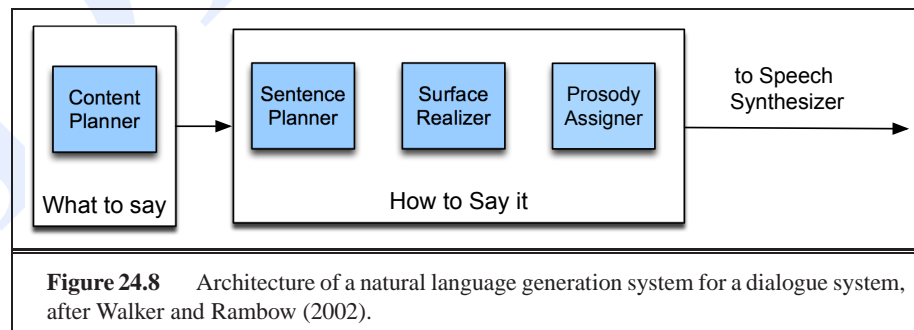 Content
Planner
What to say
Sentence
Planner
Surface
Realizer
Prosody
Assigner
How to Say it
to Speech
Synthesizer
Figure 24.8 Architecture of a natural language generation system for a dialogue system,
after Walker and Rambow (2002).